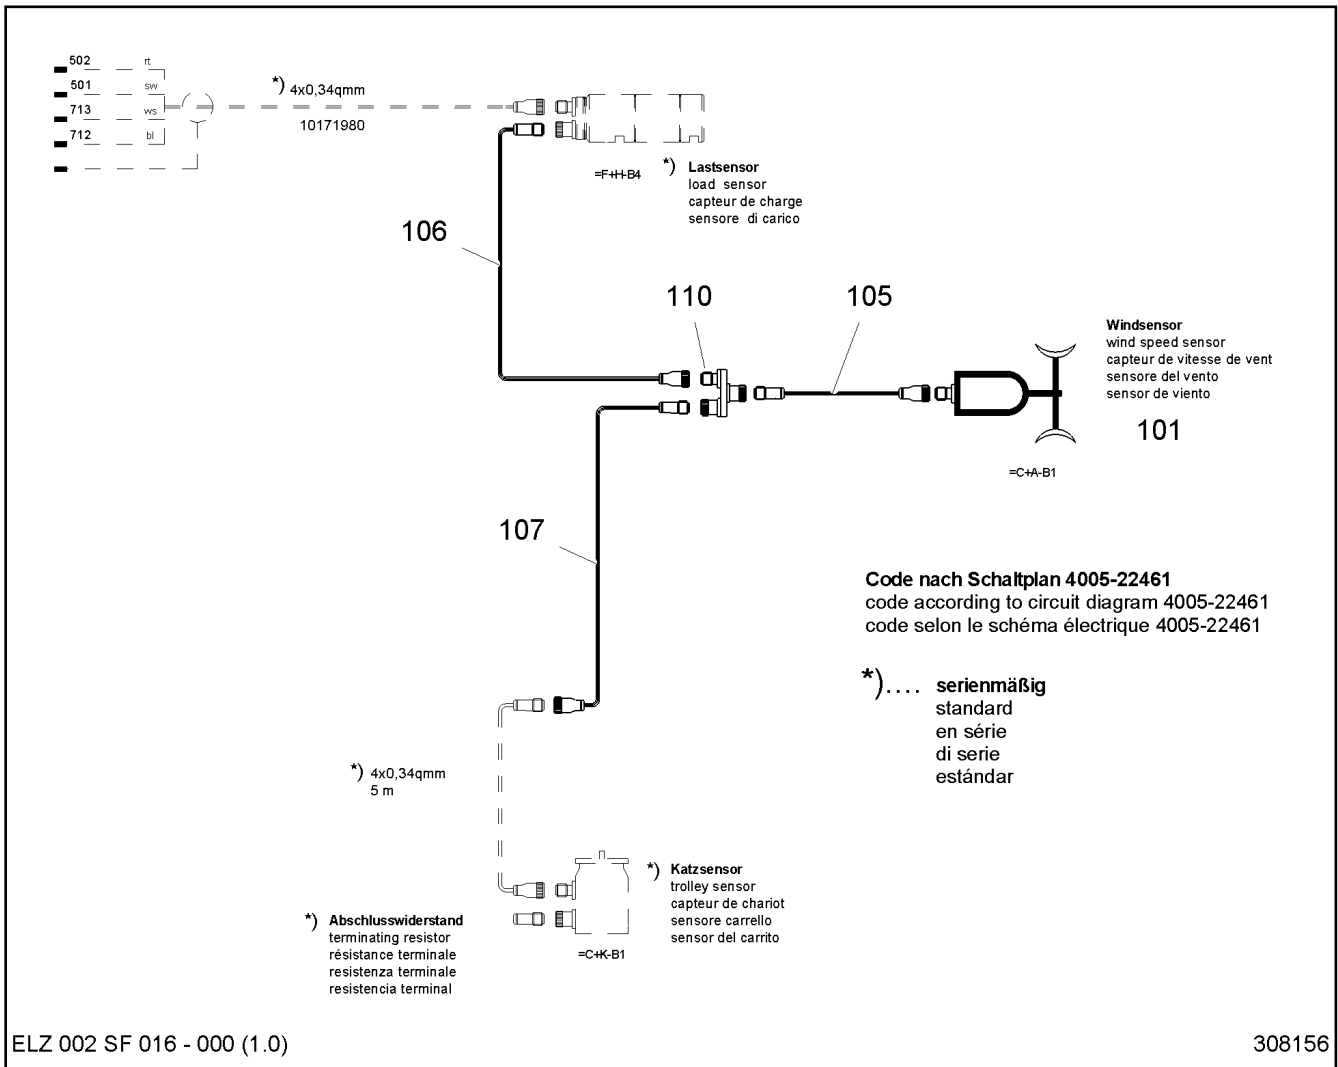 502 rt
501 sw
713 ws
712 bl
*) 4x0,34qmm
10171980
=F+H-B4
*) Lastsensor
load sensor
capteur de charge
sensore di carico
106
110
105
Windsensor
wind speed sensor
capteur de vitesse de vent
sensore del vento
sensor de viento
101
=C+A-B1
107
Code nach Schaltplan 4005-22461
code according to circuit diagram 4005-22461
code selon le schéma électrique 4005-22461
*).... serienmäßig
standard
en série
di serie
estándar
*) 4x0,34qmm
5 m
*) Katzsensor
trolley sensor
capteur de chariot
sensore carrello
sensor del carrito
*) Abschlusswiderstand
terminating resistor
résistance terminale
resistenza terminale
resistencia terminal
=C+K-B1
ELZ 002 SF 016 - 000 (1.0)
308156